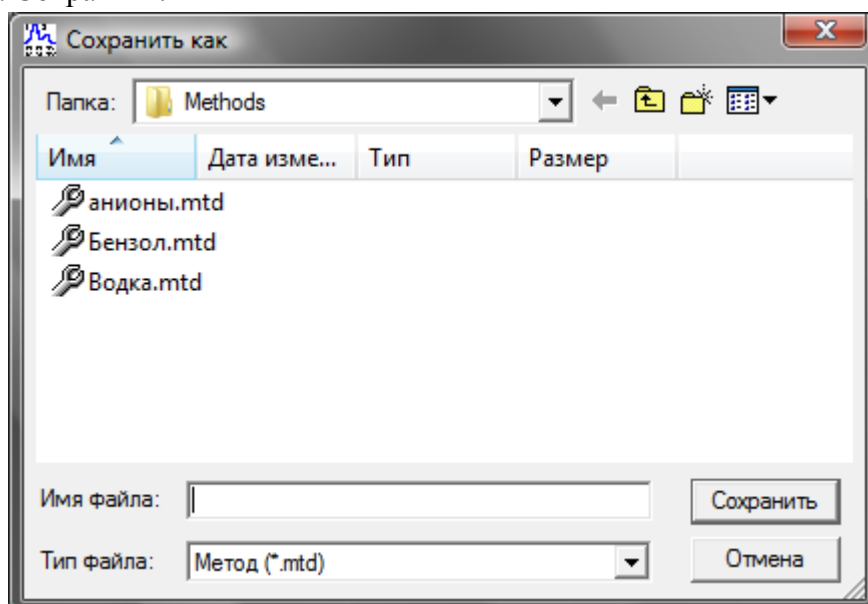 Сохранить как
Папка: Methods
Имя Дата изме... Тип Размер
анионы.mtd
Бензол.mtd
Водка.mtd
Имя файла: Сохранить
Тип файла: Метод (*.mtd) Отмена